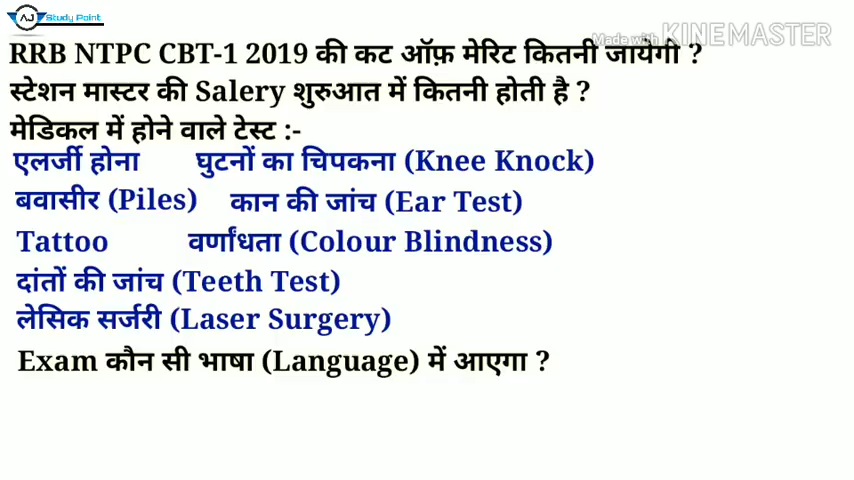 AJ Study Point
Made with KINEMASTER
RRB NTPC CBT-1 2019 की कट ऑफ़ मेरिट कितनी जायेगी ?
स्टेशन मास्टर की Salery शुरुआत में कितनी होती है ?
मेडिकल में होने वाले टेस्ट :-
एलर्जी होना घुटनों का चिपकना (Knee Knock)
बवासीर (Piles) कान की जांच (Ear Test)
Tattoo वर्णांधता (Colour Blindness)
दांतों की जांच (Teeth Test)
लेसिक सर्जरी (Laser Surgery)
Exam कौन सी भाषा (Language) में आएगा ?